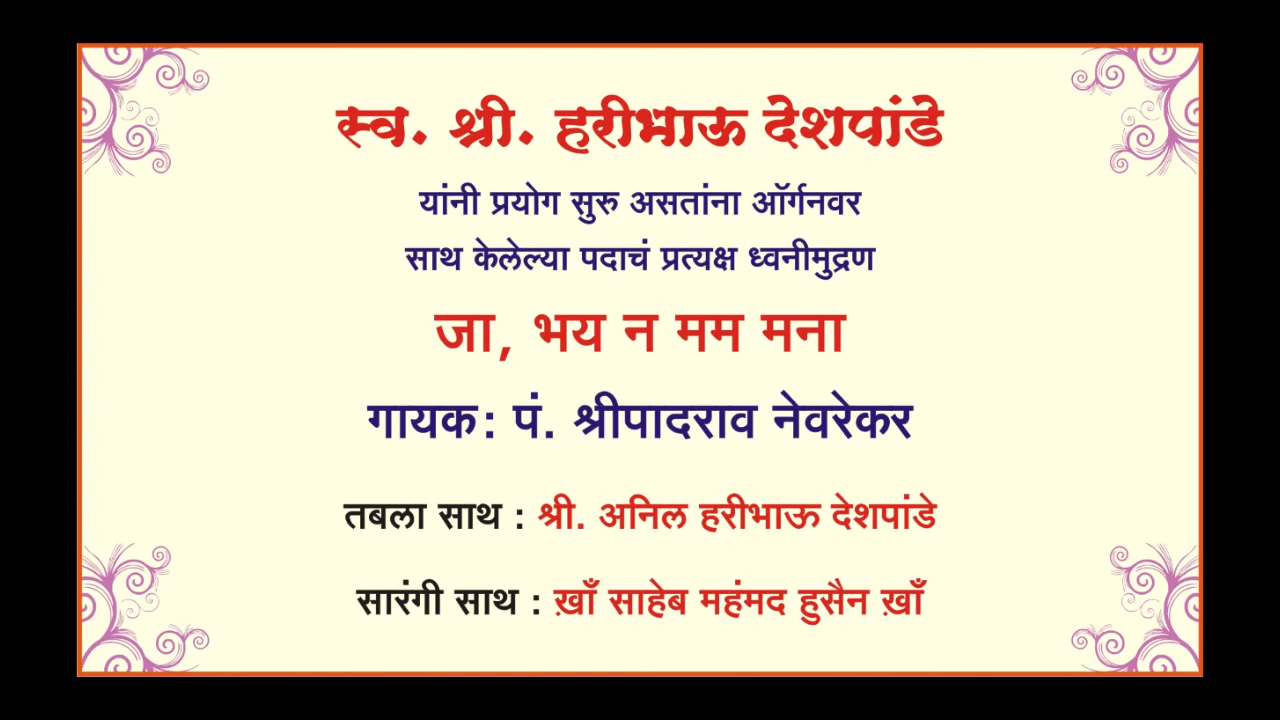 स्व. श्री. हरीभाऊ देशपांडे
यांनी प्रयोग सुरु असतांना ऑर्गनवर
साथ केलेल्या पदाचं प्रत्यक्ष ध्वनीमुद्रण
जा, भय न मम मना
गायक: पं. श्रीपादराव नेवरेकर
तबला साथ : श्री. अनिल हरीभाऊ देशपांडे
सारंगी साथ : ख़ाँ साहेब महंमद हुसैन ख़ाँ